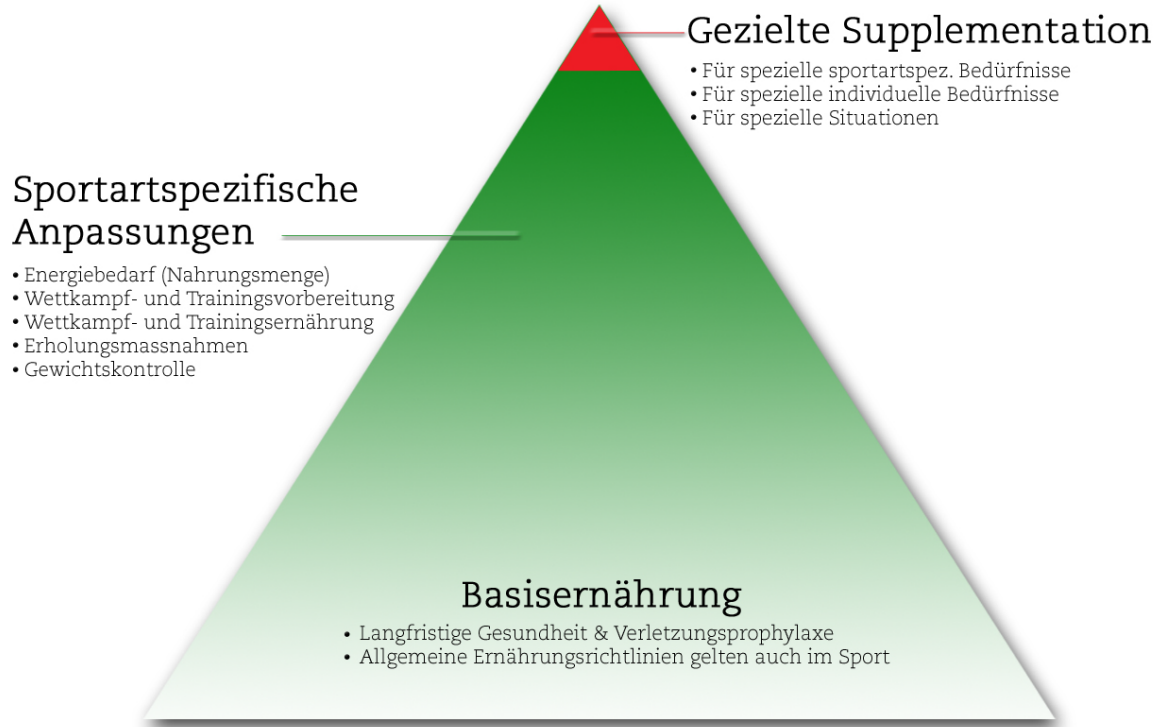 Gezielte Supplementation
• Für spezielle sportartspez. Bedürfnisse
• Für spezielle individuelle Bedürfnisse
• Für spezielle Situationen
Sportartspezifische
Anpassungen
• Energiebedarf (Nahrungsmenge)
• Wettkampf- und Trainingsvorbereitung
• Wettkampf- und Trainingsernährung
• Erholungsmassnahmen
• Gewichtskontrolle
Basisernährung
• Langfristige Gesundheit & Verletzungsprophylaxe
• Allgemeine Ernährungsrichtlinien gelten auch im Sport